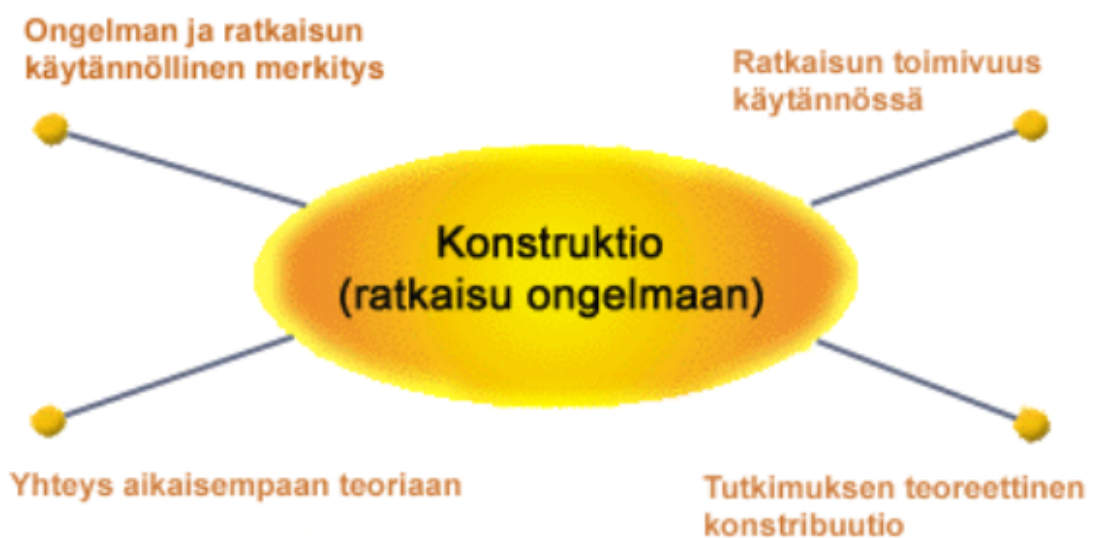 Ongelman ja ratkaisun
käytännöllinen merkitys
Ratkaisun toimivuus
käytännössä
Konstruktio
(ratkaisu ongelmaan)
Yhteys aikaisempaan teoriaan
Tutkimuksen teoreettinen
konstribuutio